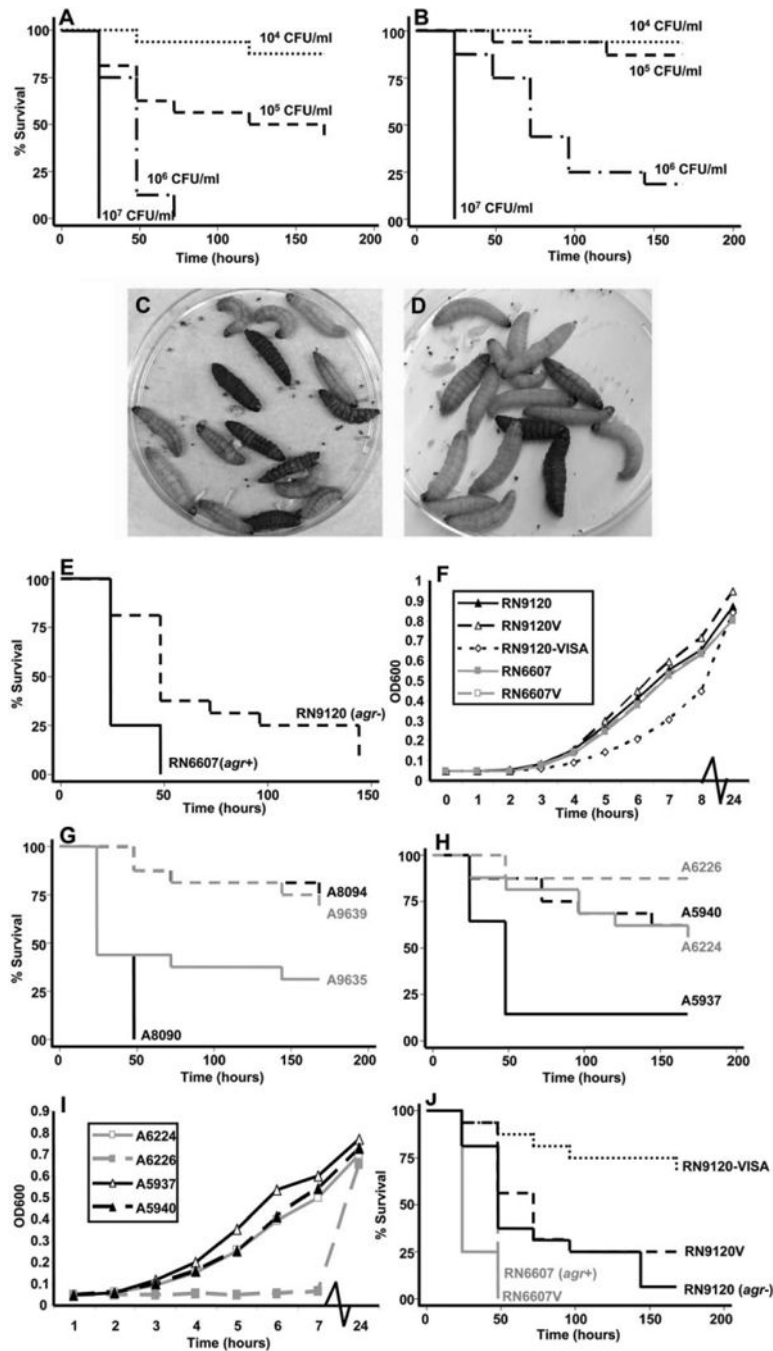 A
100
75
50
25
00
% Survival
10⁴ CFU/ml
10⁵ CFU/ml
10⁶ CFU/ml
10⁷ CFU/ml
0 50 100 150 200
Time (hours)
B
100
75
50
25
00
10⁴ CFU/ml
10⁵ CFU/ml
10⁶ CFU/ml
10⁷ CFU/ml
0 50 100 150 200
Time (hours)
C
D
E
100
75
50
25
00
% Survival
RN9120 (agr-)
RN6607 (agr+)
0 50 100 150
Time (hours)
F
1
0.9
0.8
0.7
0.6
0.5
0.4
0.3
0.2
0.1
0
OD600
RN9120
RN9120V
RN9120-VISA
RN6607
RN6607V
0 1 2 3 4 5 6 7 8 24
Time (hours)
G
100
75
50
25
00
% Survival
A8094
A9639
A9635
A8090
0 50 100 150 200
Time (hours)
H
100
75
50
25
00
A6226
A5940
A6224
A5937
0 50 100 150 200
Time (hours)
I
0.9
0.8
0.7
0.6
0.5
0.4
0.3
0.2
0.1
0
OD600
A6224
A6226
A5937
A5940
1 2 3 4 5 6 7 24
Time (hours)
J
100
75
50
25
00
% Survival
RN9120-VISA
RN9120V
RN6607 (agr+)
RN6607V
RN9120 (agr-)
0 50 100 150 200
Time (hours)